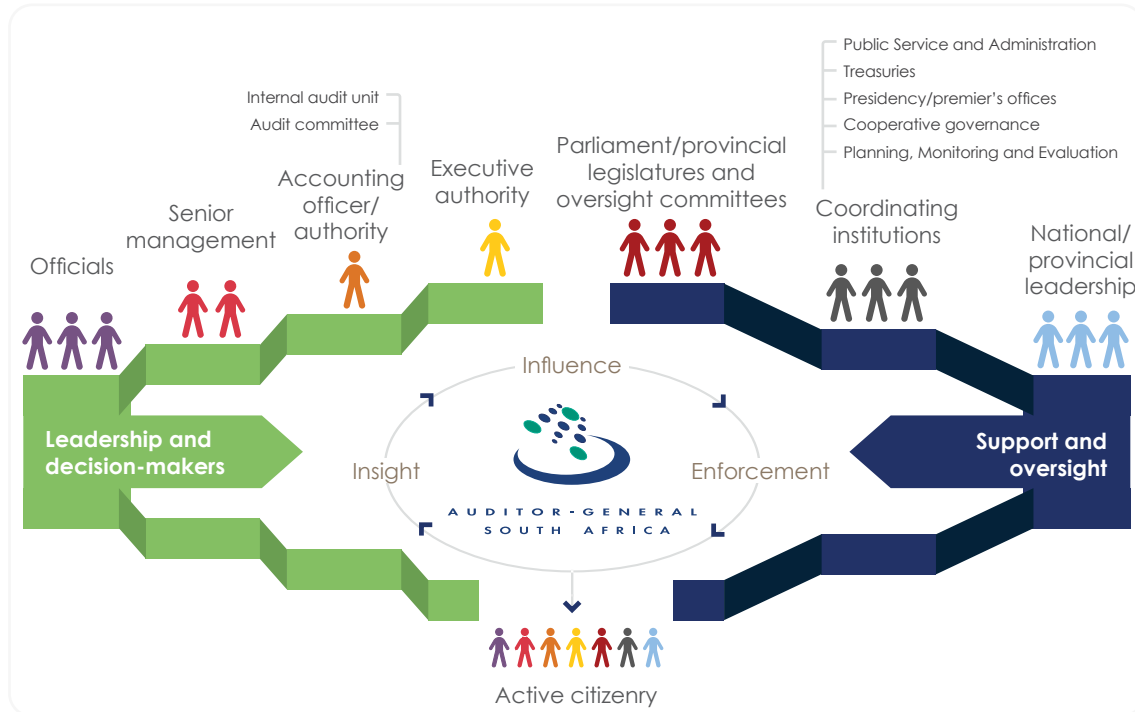 Public Service and Administration
Treasuries
Presidency/premier's offices
Cooperative governance
Planning, Monitoring and Evaluation
Internal audit unit
Audit committee
Officials
Senior
management
Accounting
officer/
authority
Executive
authority
Parliament/provincial
legislatures and
oversight committees
Coordinating
institutions
National/
provincial
leadership
Leadership and
decision-makers
Influence
Insight
Enforcement
AUDITOR-GENERAL
SOUTH AFRICA
Support and
oversight
Active citizenry